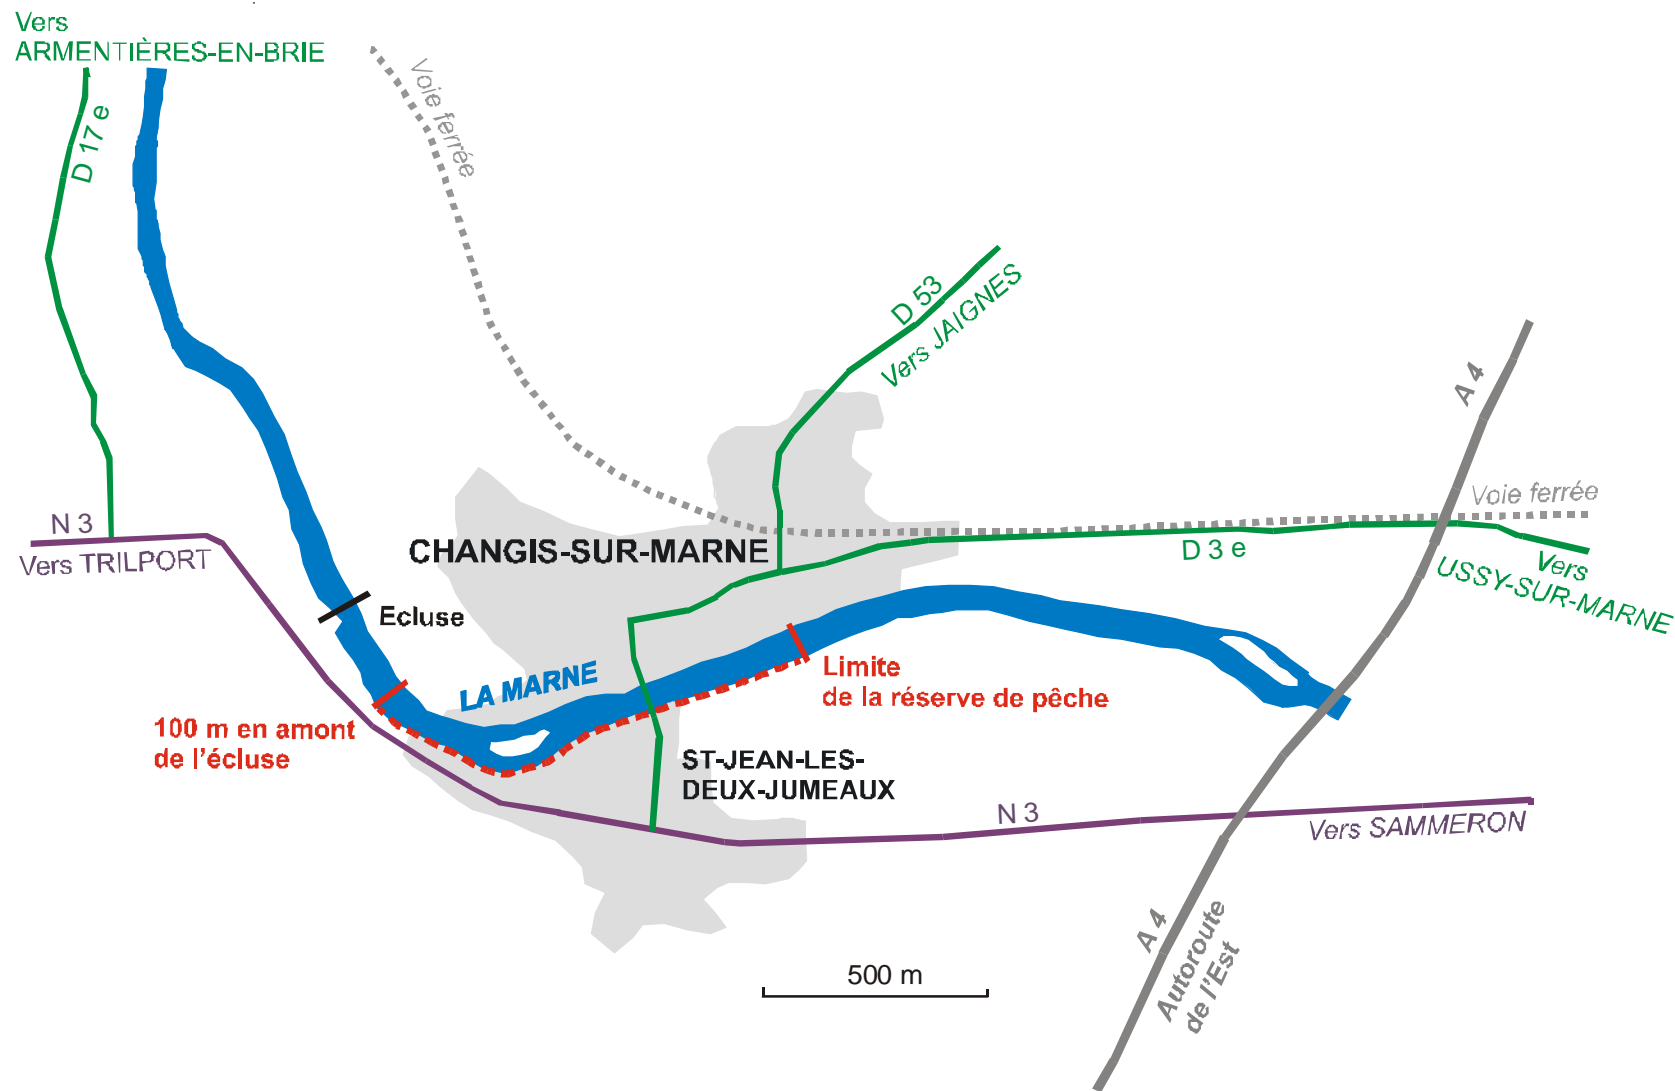 Vers
ARMENTIÈRES-EN-BRIE
Voie ferrée
D 17 e
D 53
Vers JAIGNES
A 4
Voie ferrée
N 3
Vers TRILPORT
CHANGIS-SUR-MARNE
D 3 e
Vers
USSY-SUR-MARNE
Ecluse
LA MARNE
Limite
de la réserve de pêche
100 m en amont
de l'écluse
ST-JEAN-LES-
DEUX-JUMEAUX
N 3
Vers SAMMERON
A 4
Autoroute
de l'Est
500 m